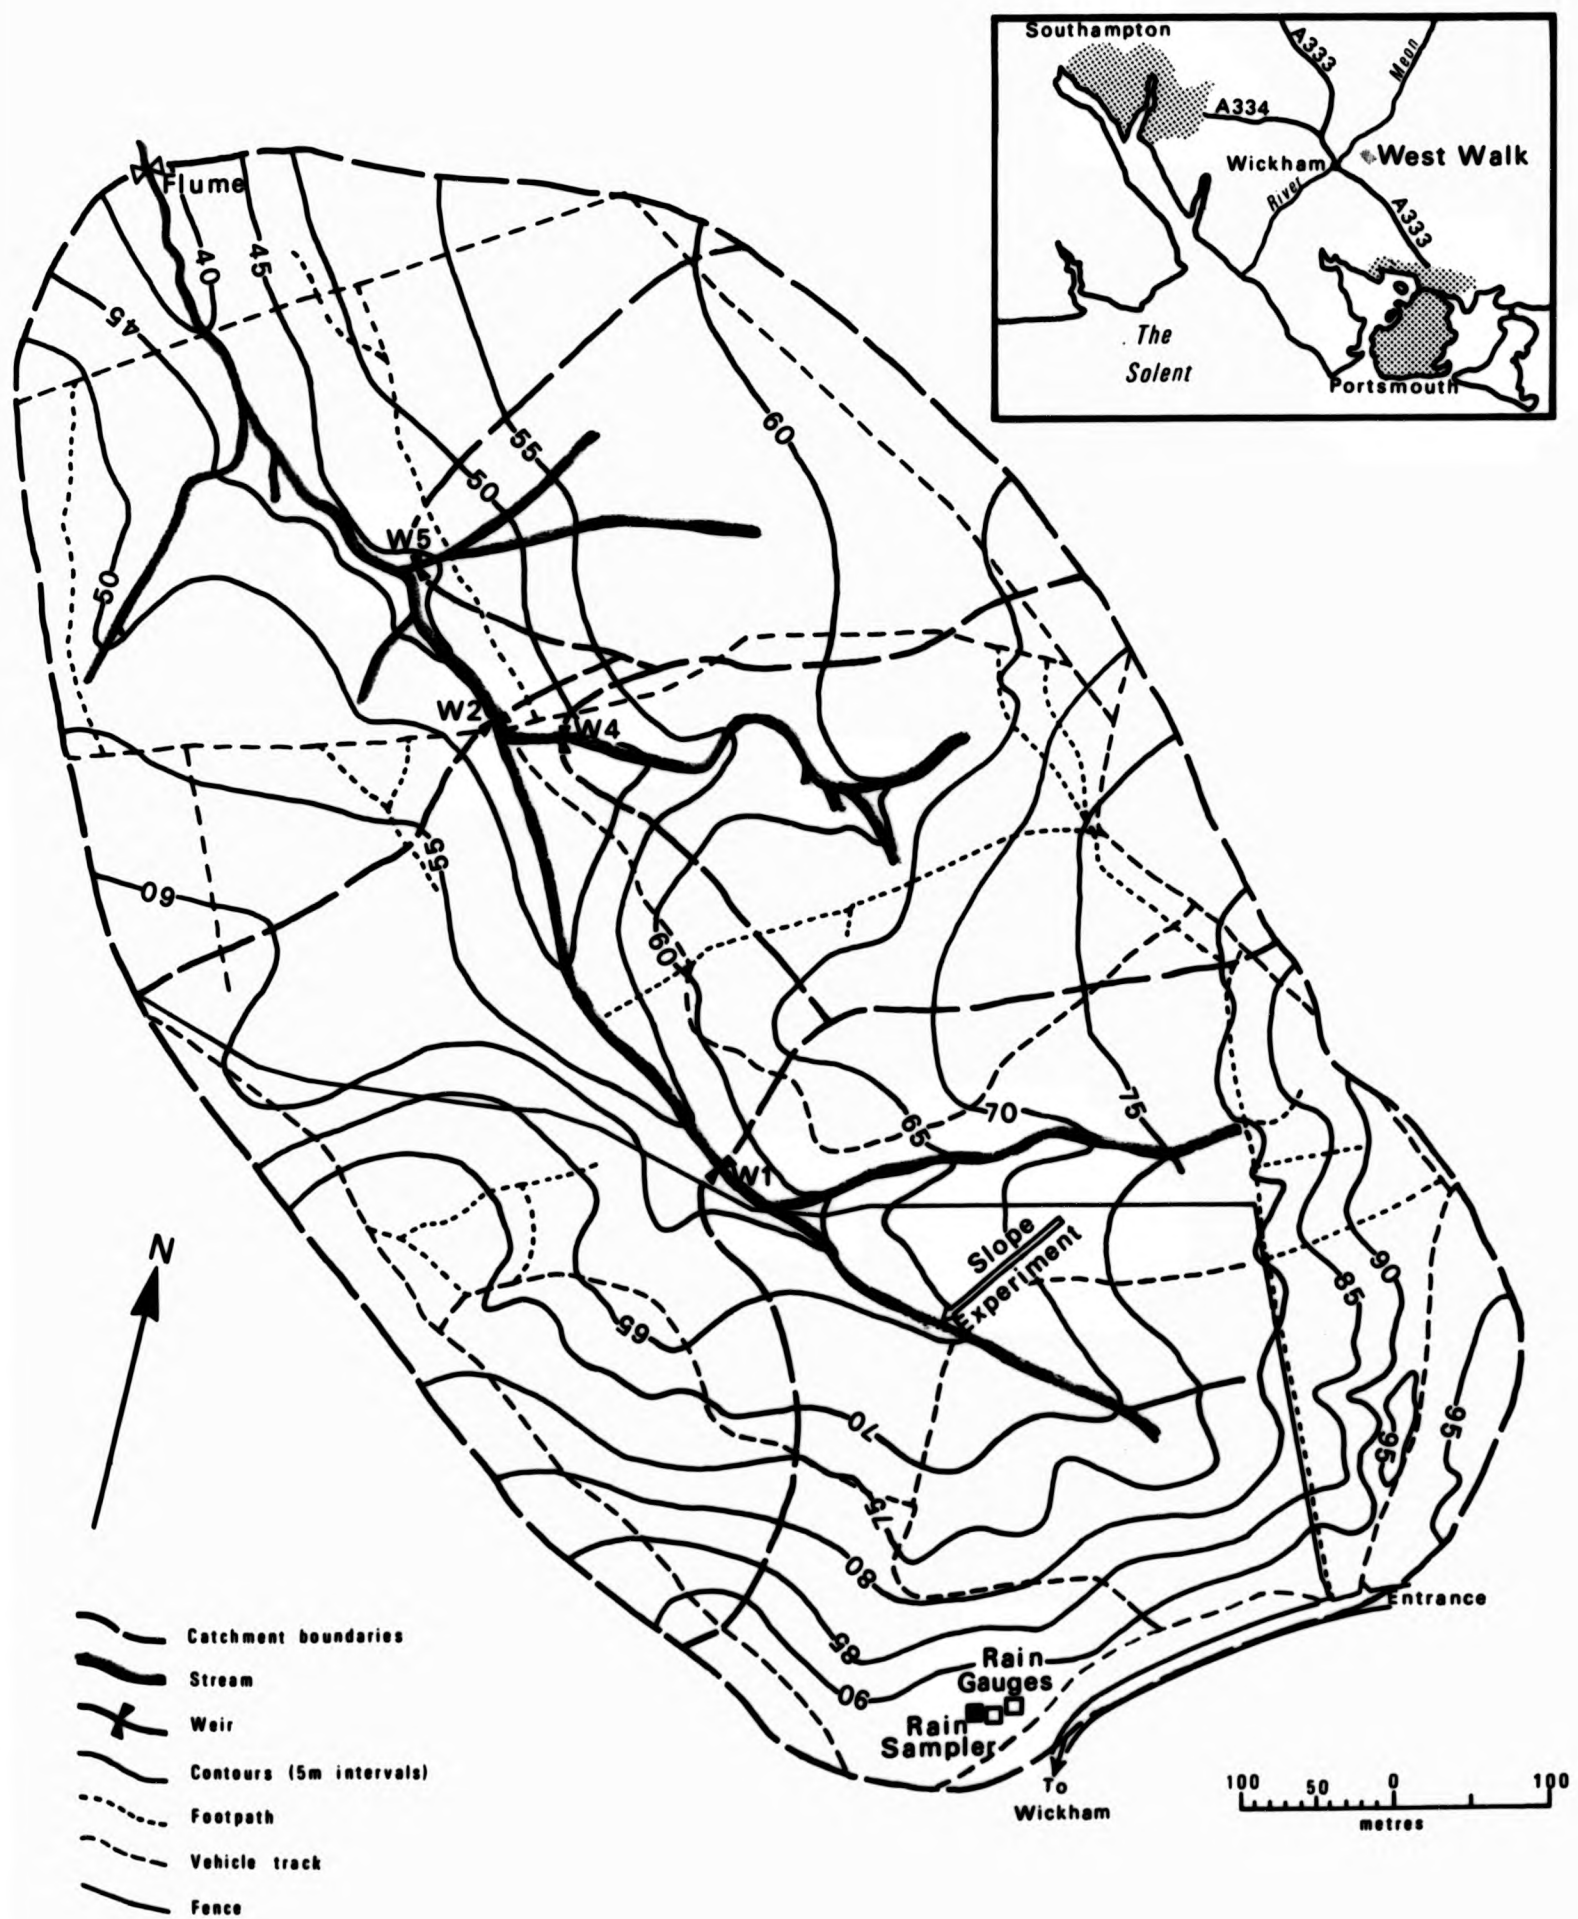 Southampton
A333
Meon
A334
Wickham
West Walk
River
A333
The
Solent
Portsmouth
Flume
40
45
45
60
55
50
50
W5
W2
W4
55
60
60
70
75
65
W1
Slope
Experiment
N
90
85
65
70
95
95
75
80
85
90
Entrance
Rain
Gauges
Rain
Sampler
To
Wickham
100 50 0 100
metres
Catchment boundaries
Stream
Weir
Contours (5m intervals)
Footpath
Vehicle track
Fence